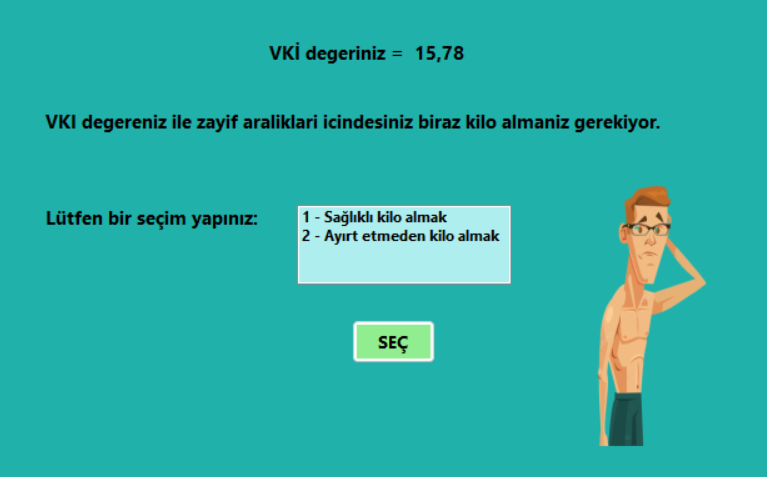 VKİ degeriniz = 15,78
VKI degereniz ile zayif araliklari icindesiniz biraz kilo almaniz gerekiyor.
Lütfen bir seçim yapınız:
1 - Sağlıklı kilo almak
2 - Ayırt etmeden kilo almak
SEÇ